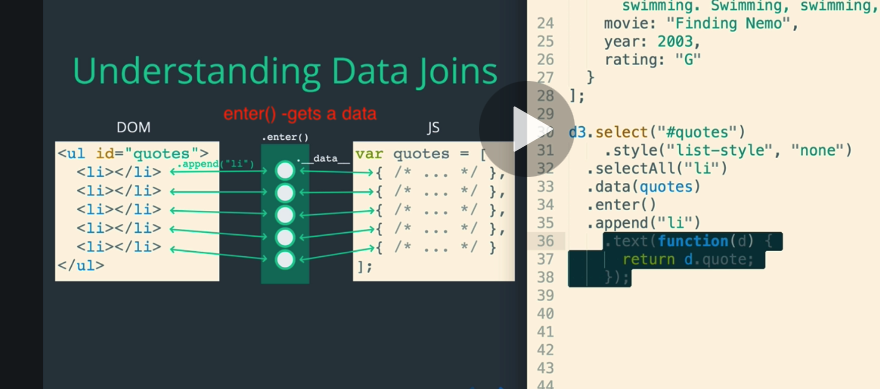 Understanding Data Joins
enter() -gets a data
DOM
JS
.enter()
<ul id="quotes">
.append("li")
<li></li>
<li></li>
<li></li>
<li></li>
<li></li>
</ul>
.__data__
var quotes = [
{ /* ... */ },
{ /* ... */ },
{ /* ... */ },
{ /* ... */ },
{ /* ... */ }
];
swimming. Swimming, swimming,
24 movie: "Finding Nemo",
25 year: 2003,
26 rating: "G"
27 }
28 ];
29
30 d3.select("#quotes")
31 .style("list-style", "none")
32 .selectAll("li")
33 .data(quotes)
34 .enter()
35 .append("li")
36 .text(function(d) {
37 return d.quote;
38 });
39
40
41
42
43
44